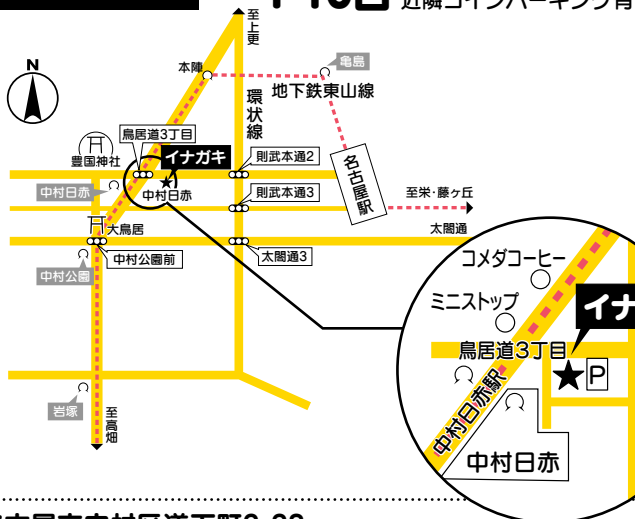 近隣コインパーキング有
至上更
N
本陣
亀島
地下鉄東山線
環状線
鳥居道3丁目
豊国神社
イナガキ
則武本通2
名古屋駅
中村日赤
中村日赤
則武本通3
至栄・藤ヶ丘
大鳥居
太閤通
中村公園前
太閤通3
中村公園
コメダコーヒー
ミニストップ
イナ
鳥居道3丁目
P
中村日赤駅
岩塚
至高畑
中村日赤